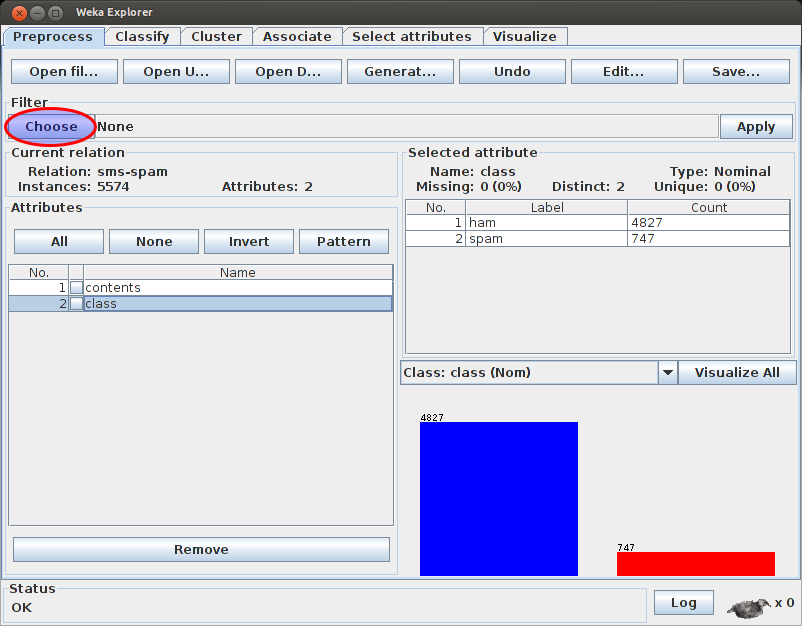 Weka Explorer
Preprocess Classify Cluster Associate Select attributes Visualize
Open fil... Open U... Open D... Generat... Undo Edit... Save...
Filter
Choose None Apply
Current relation
Relation: sms-spam
Instances: 5574 Attributes: 2
Attributes
All None Invert Pattern
No. Name
1 contents
2 class
Remove
Selected attribute
Name: class Type: Nominal
Missing: 0 (0%) Distinct: 2 Unique: 0 (0%)
No. Label Count
1 ham 4827
2 spam 747
Class: class (Nom) Visualize All
4827
747
Status
OK
Log x 0